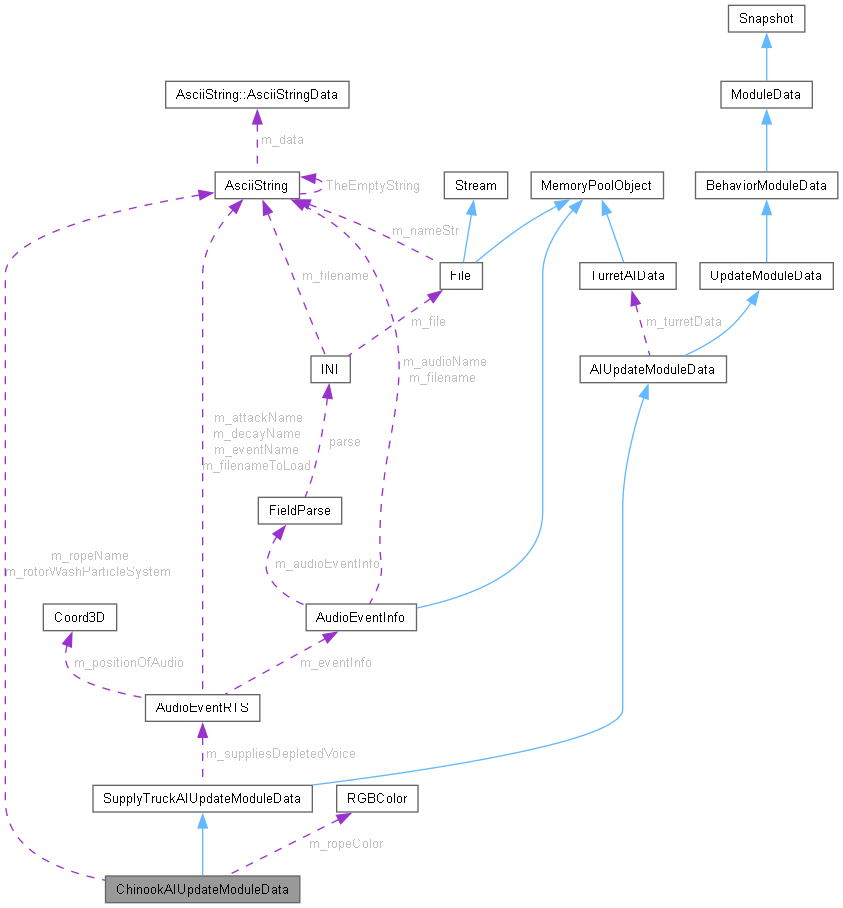 Snapshot
AsciiString::AsciiStringData
ModuleData
m_data
AsciiString
TheEmptyString
Stream
MemoryPoolObject
BehaviorModuleData
m_nameStr
m_filename
File
TurretAIData
UpdateModuleData
m_file
m_turretData
INI
m_audioName
m_filename
AIUpdateModuleData
m_attackName
m_decayName
m_eventName
m_filenameToLoad
parse
FieldParse
m_ropeName
m_rotorWashParticleSystem
m_audioEventInfo
Coord3D
AudioEventInfo
m_positionOfAudio
m_eventInfo
AudioEventRTS
m_suppliesDepletedVoice
SupplyTruckAIUpdateModuleData
RGBColor
m_ropeColor
ChinookAIUpdateModuleData